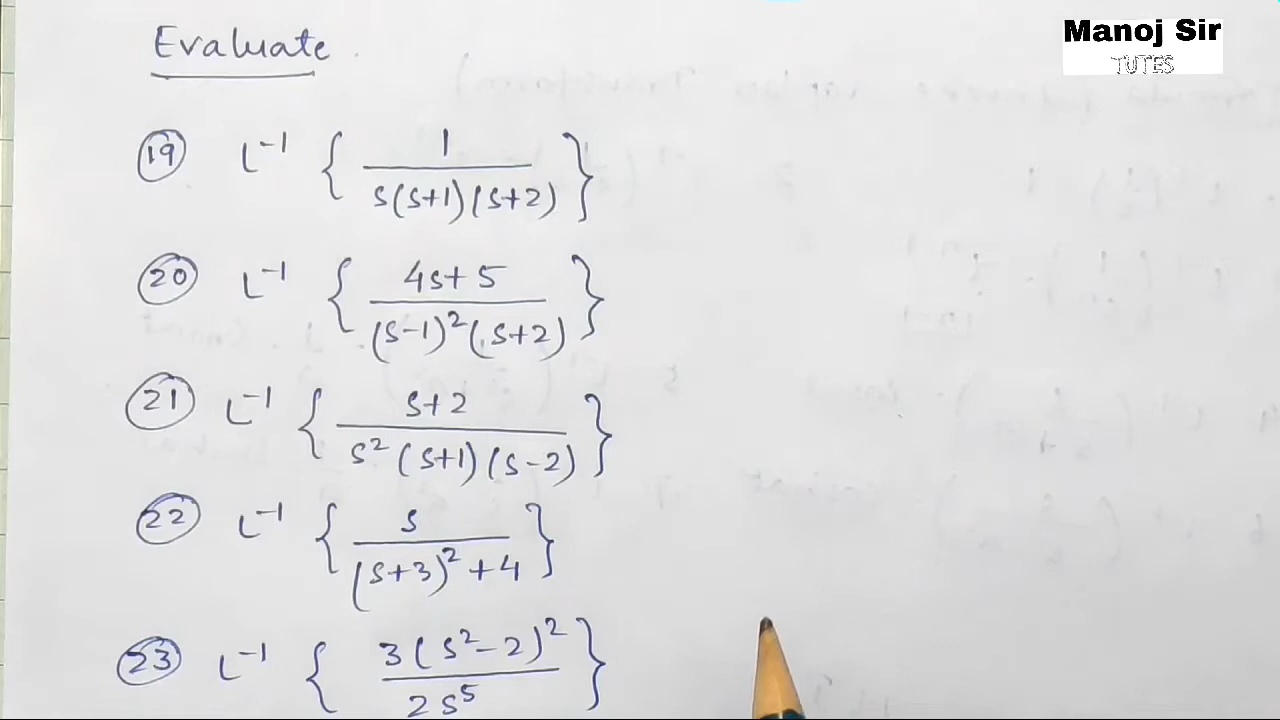 Evaluate
Manoj Sir
TUTES
(19) L⁻¹ { 1 / s(s+1)(s+2) }
(20) L⁻¹ { 4s+5 / (s-1)²(s+2) }
(21) L⁻¹ { s+2 / s²(s+1)(s-2) }
(22) L⁻¹ { s / (s+3)²+4 }
(23) L⁻¹ { 3(s²-2)² / 2s⁵ }